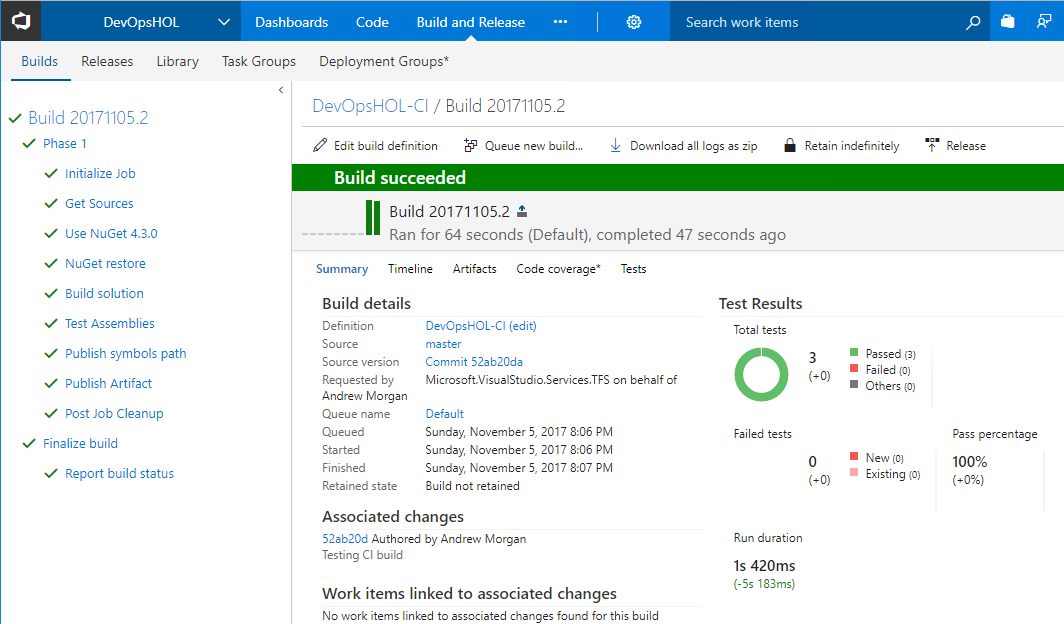 DevOpsHOL Dashboards Code Build and Release ··· Search work items
Builds Releases Library Task Groups Deployment Groups*
Build 20171105.2
Phase 1
Initialize Job
Get Sources
Use NuGet 4.3.0
NuGet restore
Build solution
Test Assemblies
Publish symbols path
Publish Artifact
Post Job Cleanup
Finalize build
Report build status
DevOpsHOL-CI / Build 20171105.2
Edit build definition Queue new build... Download all logs as zip Retain indefinitely Release
Build succeeded
Build 20171105.2
Ran for 64 seconds (Default), completed 47 seconds ago
Summary Timeline Artifacts Code coverage* Tests
Build details
Definition DevOpsHOL-CI (edit)
Source master
Source version Commit 52ab20da
Requested by Microsoft.VisualStudio.Services.TFS on behalf of
Andrew Morgan
Queue name Default
Queued Sunday, November 5, 2017 8:06 PM
Started Sunday, November 5, 2017 8:06 PM
Finished Sunday, November 5, 2017 8:07 PM
Retained state Build not retained
Associated changes
52ab20d Authored by Andrew Morgan
Testing CI build
Work items linked to associated changes
No work items linked to associated changes found for this build
Test Results
Total tests
3
(+0)
Passed (3)
Failed (0)
Others (0)
Failed tests
0
(+0)
New (0)
Existing (0)
Pass percentage
100%
(+0%)
Run duration
1s 420ms
(-5s 183ms)